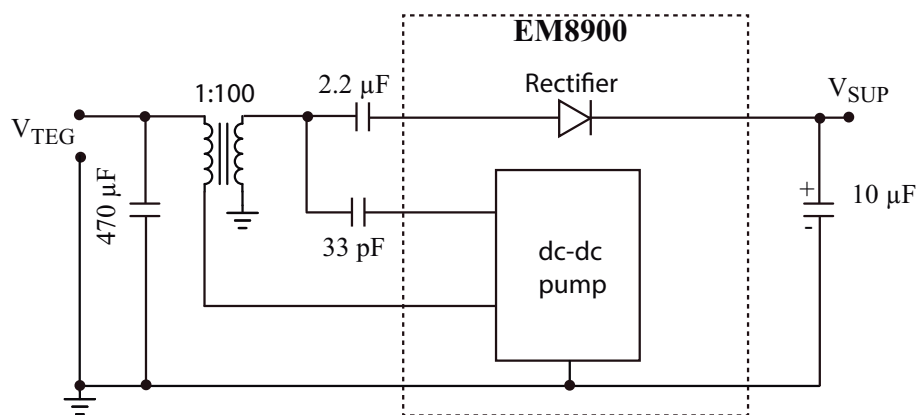 EM8900
Rectifier
2.2 µF
1:100
V_SUP
V_TEG
470 µF
33 pF
dc-dc
pump
+
-
10 µF